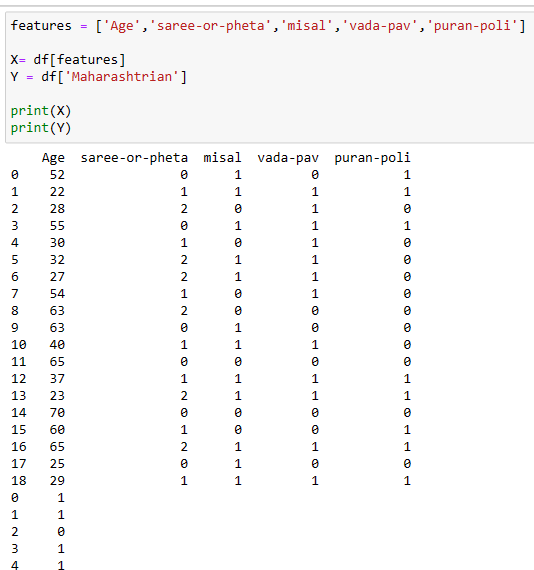 features = ['Age','saree-or-pheta','misal','vada-pav','puran-poli']
X= df[features]
Y = df['Maharashtrian']
print(X)
print(Y)
Age saree-or-pheta misal vada-pav puran-poli
0 52 0 1 0 1
1 22 1 1 1 1
2 28 2 0 1 0
3 55 0 1 1 1
4 30 1 0 1 0
5 32 2 1 1 0
6 27 2 1 1 0
7 54 1 0 1 0
8 63 2 0 0 0
9 63 0 1 0 0
10 40 1 1 1 0
11 65 0 0 0 0
12 37 1 1 1 1
13 23 2 1 1 1
14 70 0 0 0 0
15 60 1 0 0 1
16 65 2 1 1 1
17 25 0 1 0 0
18 29 1 1 1 1
0 1
1 1
2 0
3 1
4 1